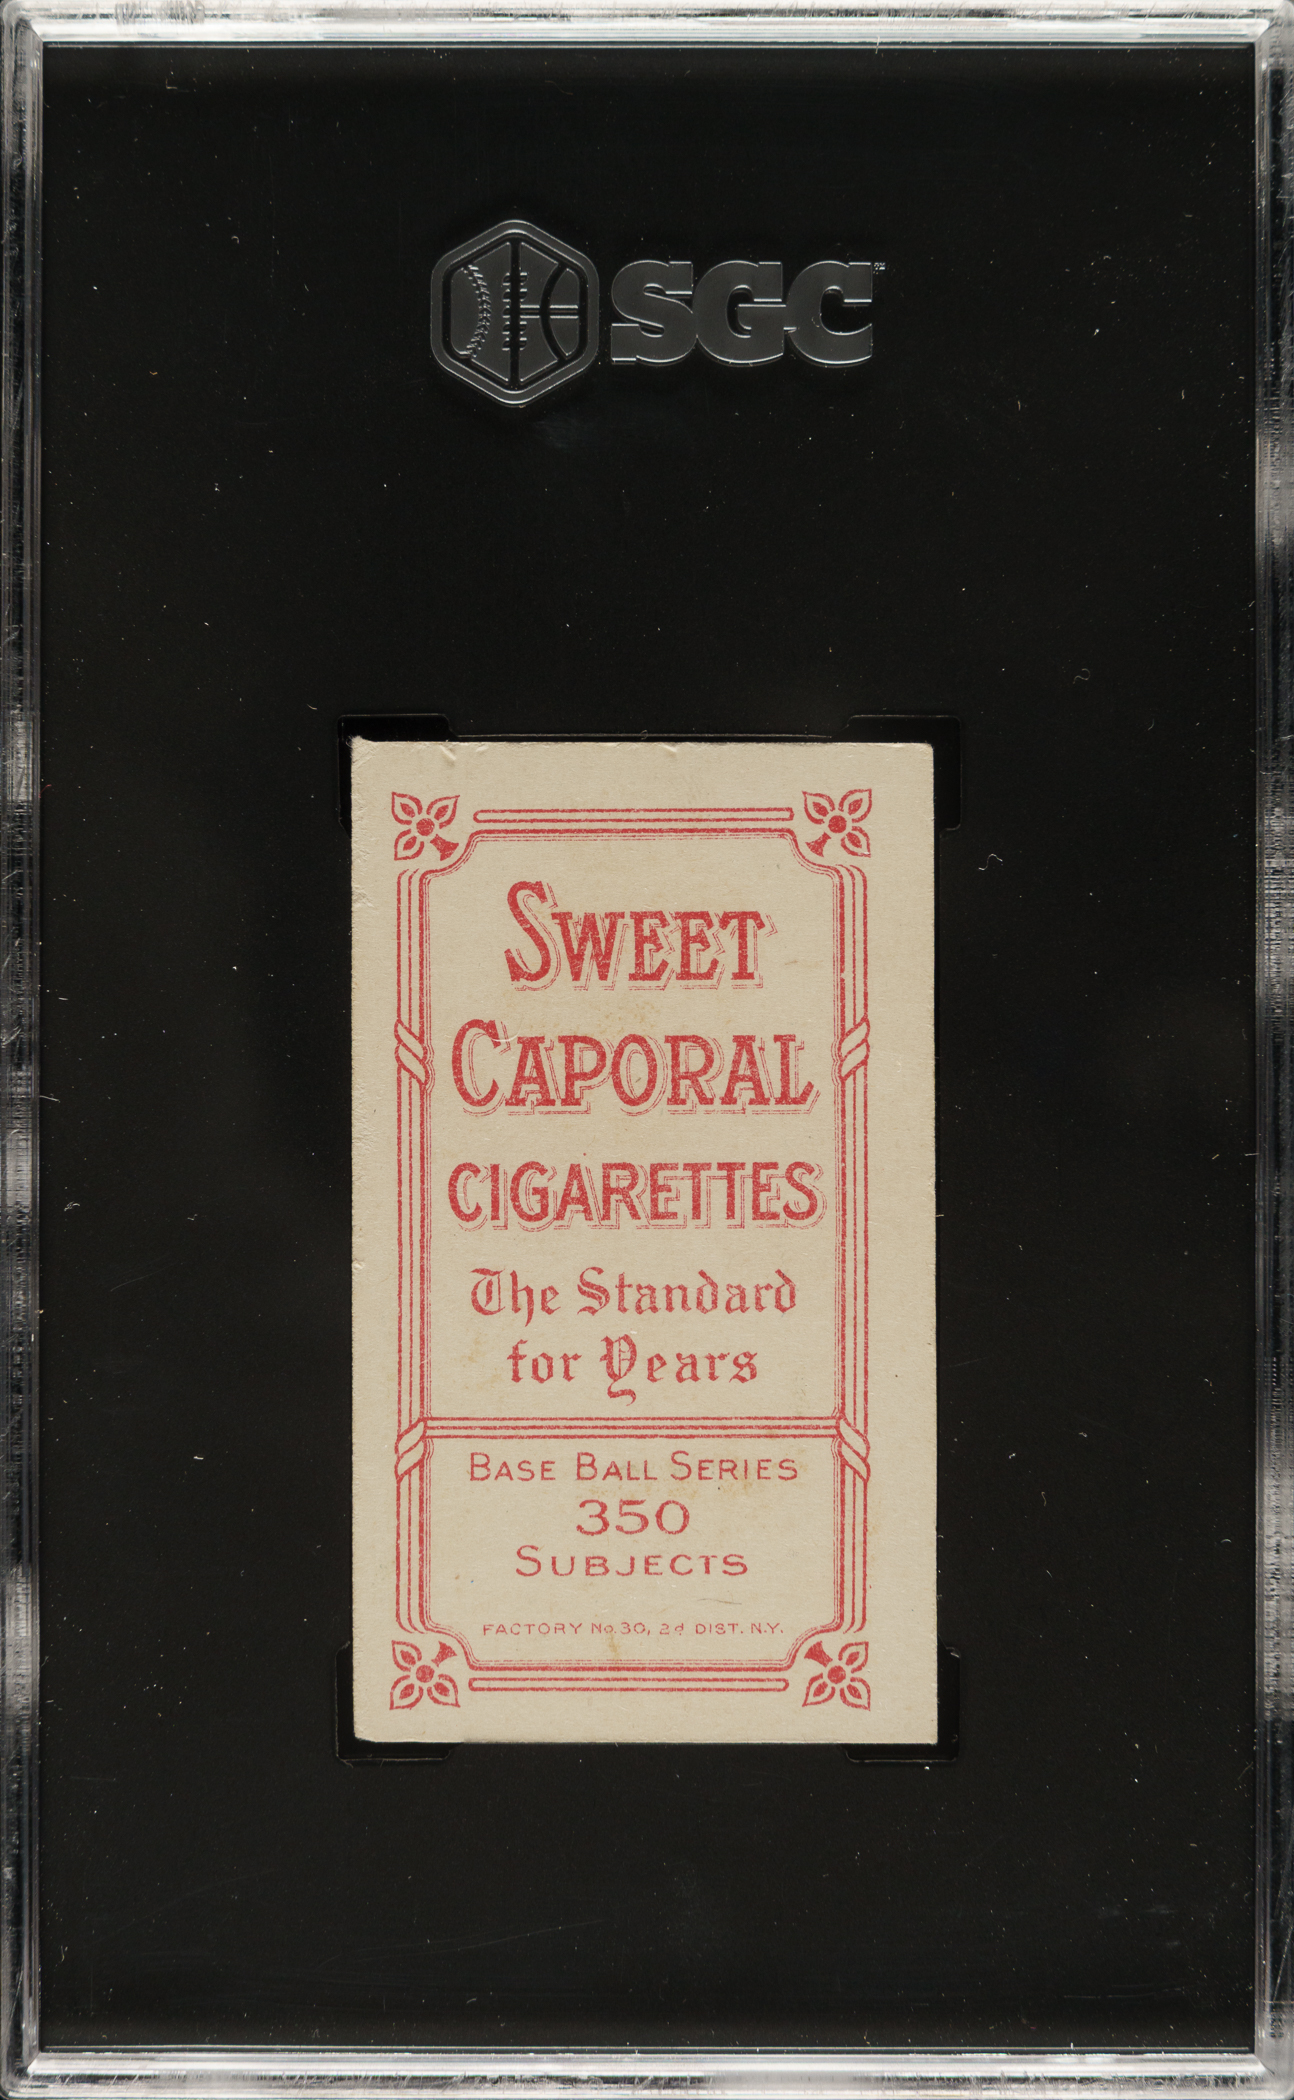 SGC
SWEET
CAPORAL
CIGARETTES
The Standard
for Years
BASE BALL SERIES
350
SUBJECTS
FACTORY No. 30, 2d DIST. N.Y.